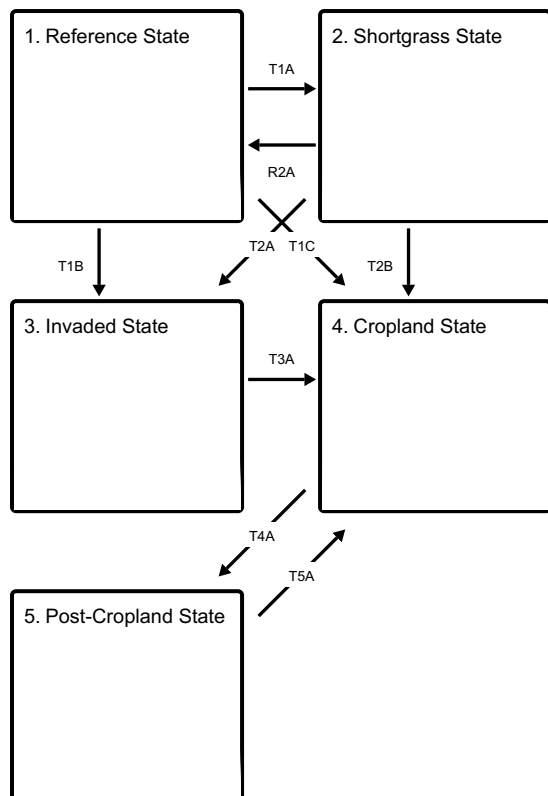 1. Reference State
2. Shortgrass State
T1A
R2A
T2A
T1C
T1B
T2B
3. Invaded State
4. Cropland State
T3A
T4A
T5A
5. Post-Cropland State